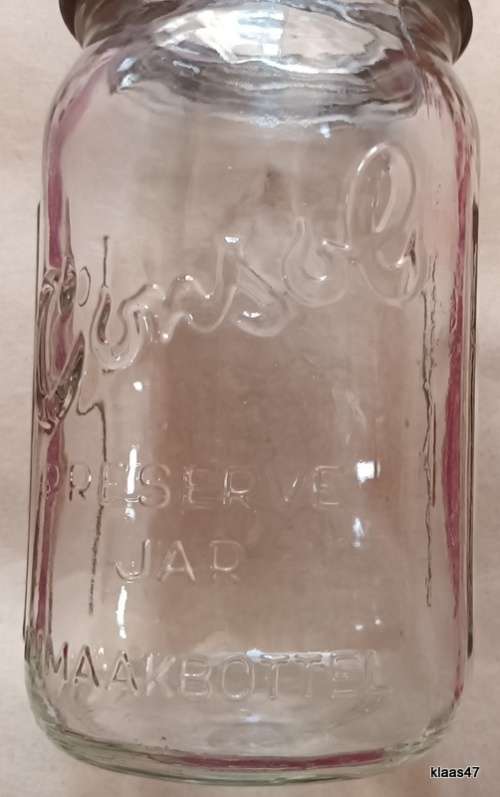 Consol
PRESERVE
JAR
INMAAKBOTTEL
klaas47